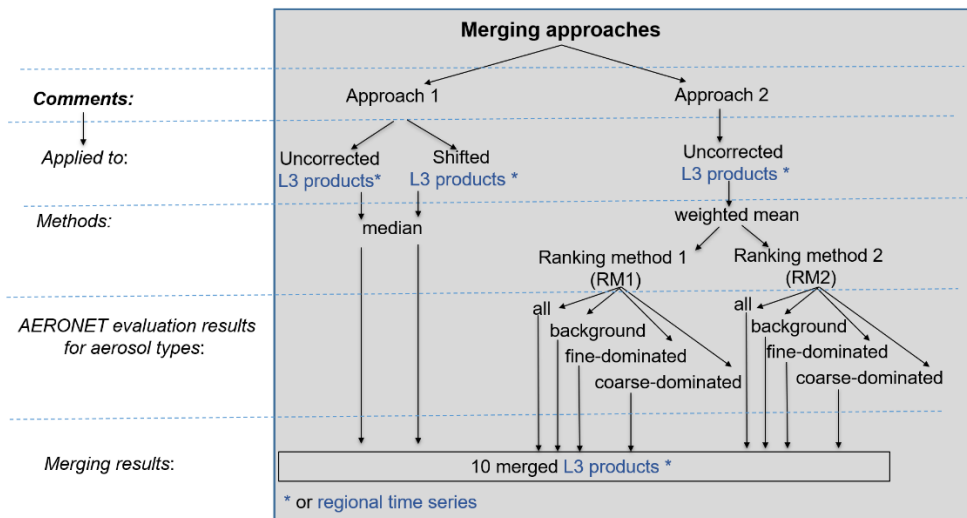 Merging approaches
Comments:
Approach 1
Approach 2
Applied to:
Uncorrected
L3 products*
Shifted
L3 products *
Uncorrected
L3 products *
Methods:
median
weighted mean
Ranking method 1
(RM1)
Ranking method 2
(RM2)
AERONET evaluation results
for aerosol types:
all
background
fine-dominated
coarse-dominated
all
background
fine-dominated
coarse-dominated
Merging results:
10 merged L3 products *
* or regional time series